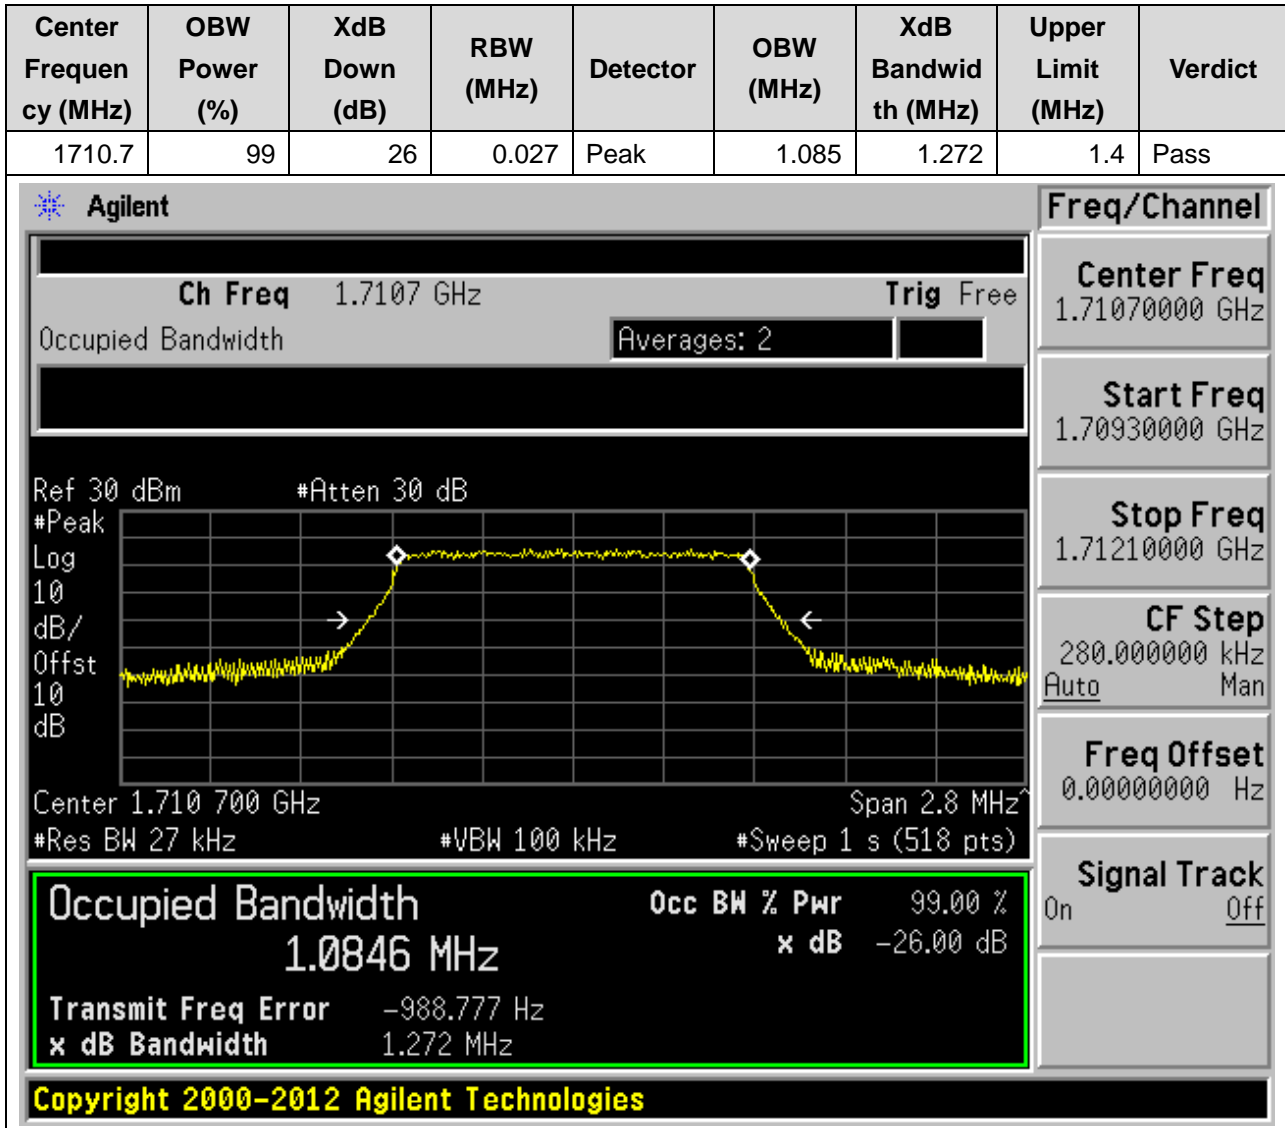 Center Frequen cy (MHz) OBW Power (%) XdB Down (dB) RBW (MHz) Detector OBW (MHz) XdB Bandwid th (MHz) Upper Limit (MHz) Verdict
1710.7 99 26 0.027 Peak 1.085 1.272 1.4 Pass
Agilent Freq/Channel
Ch Freq 1.7107 GHz Trig Free
Occupied Bandwidth Averages: 2
Center Freq
1.71070000 GHz
Start Freq
1.70930000 GHz
Stop Freq
1.71210000 GHz
CF Step
280.000000 kHz
Auto Man
Freq Offset
0.00000000 Hz
Signal Track
On Off
Ref 30 dBm #Atten 30 dB
#Peak
Log
10
dB/
Offst
10
dB
Center 1.710 700 GHz Span 2.8 MHz^
#Res BW 27 kHz #VBW 100 kHz #Sweep 1 s (518 pts)
Occupied Bandwidth Occ BW % Pwr 99.00 %
1.0846 MHz x dB -26.00 dB
Transmit Freq Error -988.777 Hz
x dB Bandwidth 1.272 MHz
Copyright 2000-2012 Agilent Technologies